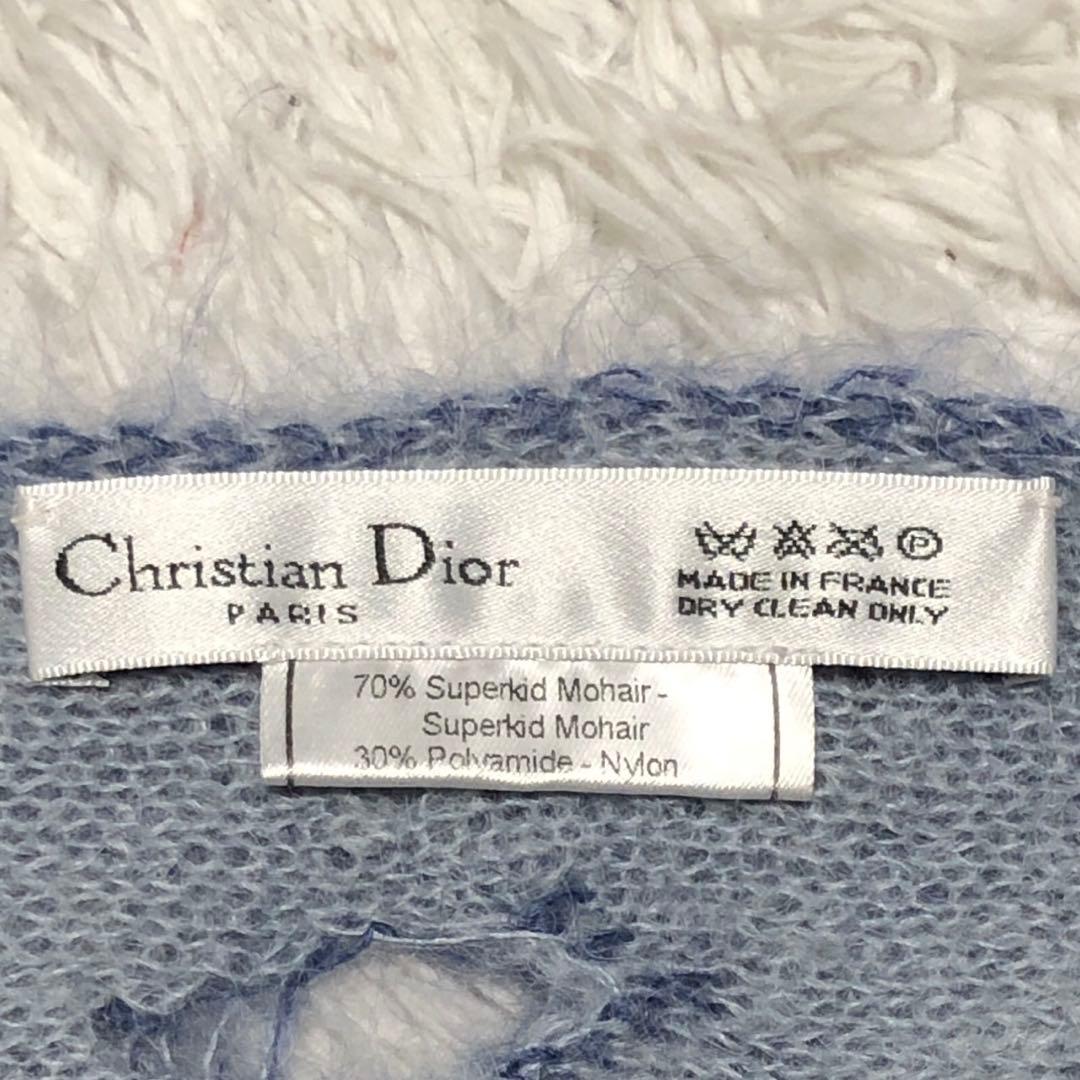 Christian Dior
PARIS
P
MADE IN FRANCE
DRY CLEAN ONLY
70% Superkid Mohair -
Superkid Mohair
30% Polyamide - Nylon